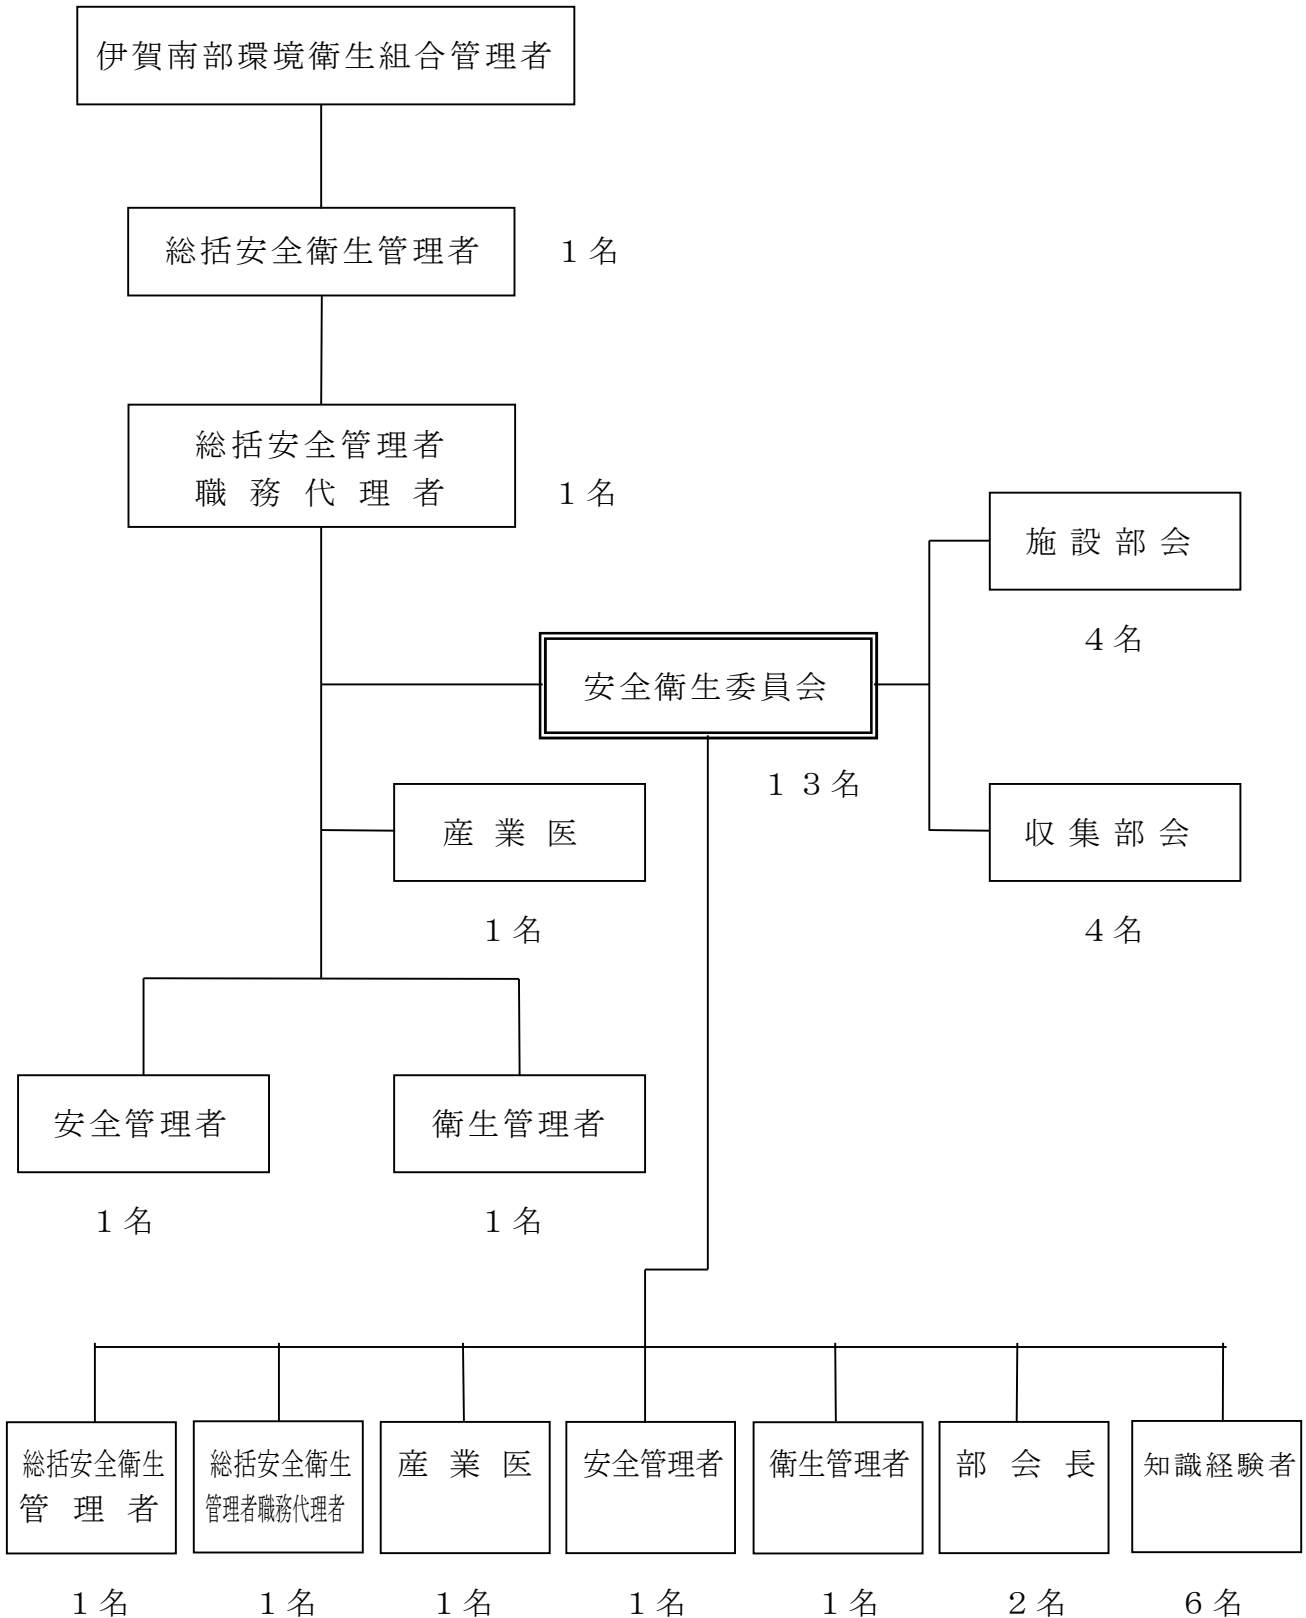 伊賀南部環境衛生組合管理者
総括安全衛生管理者
１名
総括安全管理者
職務代理者
１名
施設部会
４名
安全衛生委員会
１３名
産業医
１名
収集部会
４名
安全管理者
衛生管理者
１名
１名
総括安全衛生
管理者
総括安全衛生
管理者職務代理者
産業医
安全管理者
衛生管理者
部会長
知識経験者
１名
１名
１名
１名
１名
２名
６名